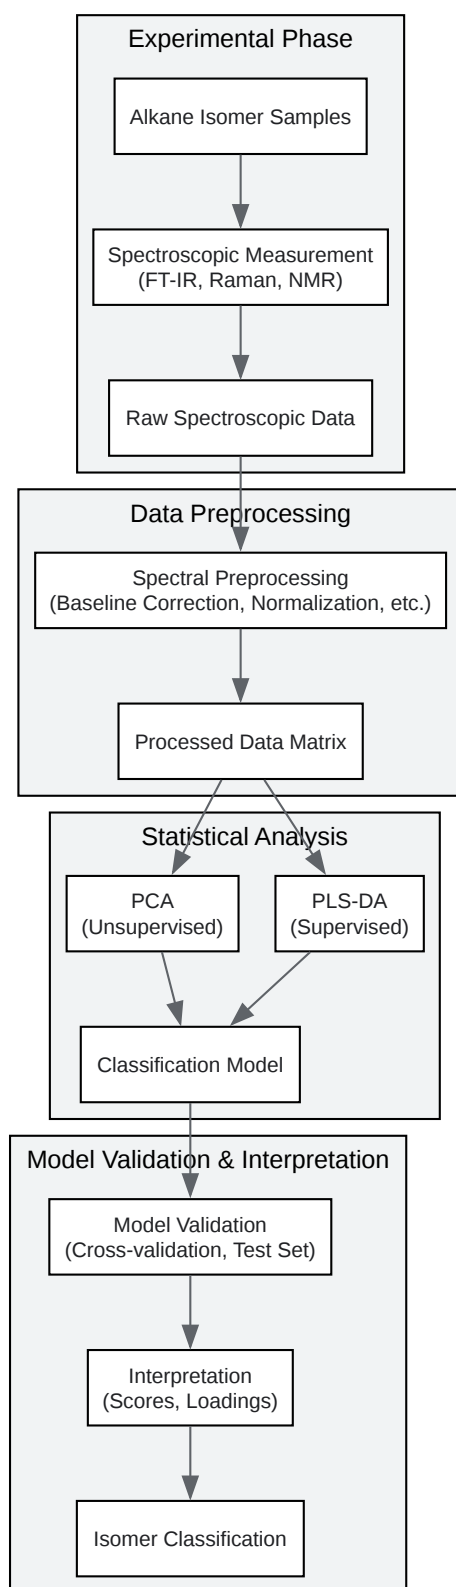 Experimental Phase
Alkane Isomer Samples
Spectroscopic Measurement
(FT-IR, Raman, NMR)
Raw Spectroscopic Data
Data Preprocessing
Spectral Preprocessing
(Baseline Correction, Normalization, etc.)
Processed Data Matrix
Statistical Analysis
PCA
(Unsupervised)
PLS-DA
(Supervised)
Classification Model
Model Validation & Interpretation
Model Validation
(Cross-validation, Test Set)
Interpretation
(Scores, Loadings)
Isomer Classification